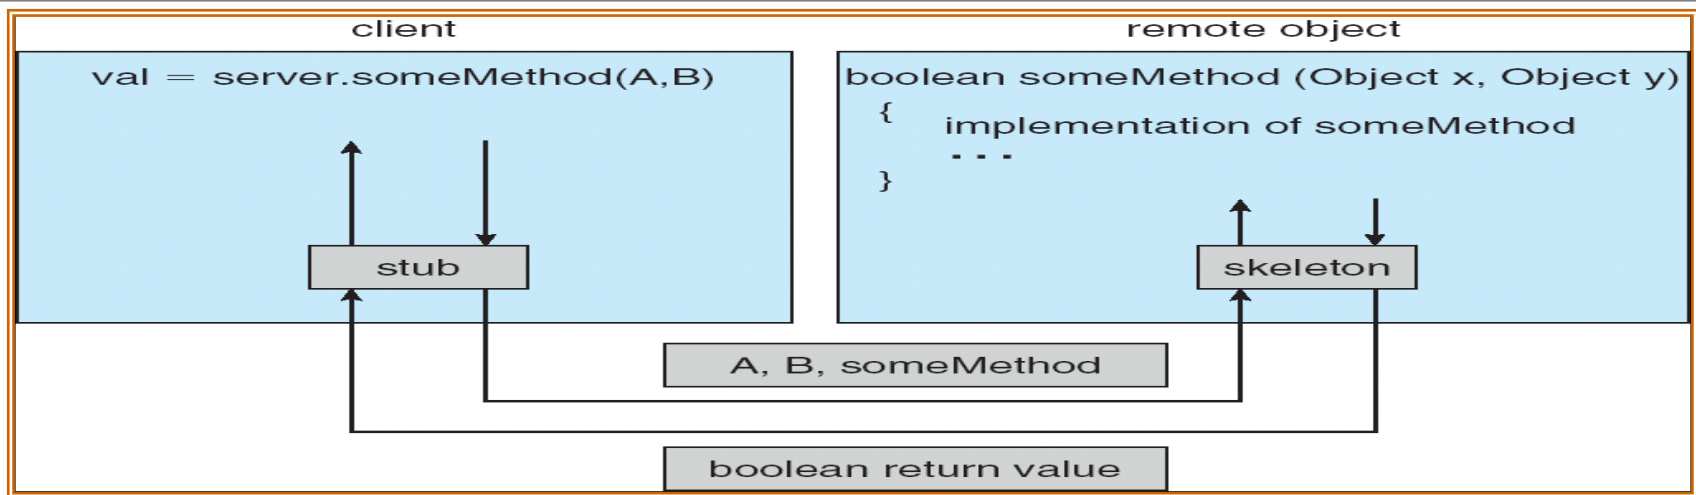 client
val = server.someMethod(A,B)
stub
remote object
boolean someMethod (Object x, Object y)
{
implementation of someMethod
. . .
}
skeleton
A, B, someMethod
boolean return value